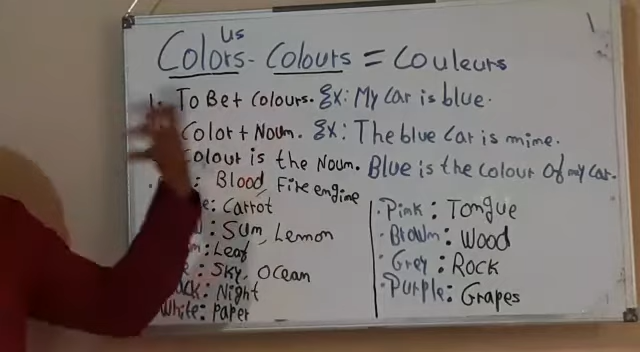 us
Colors - Colours = Couleurs
1. To Be + Colours. Ex: My Car is blue.
Color + Noun. Ex: The blue Car is mine.
Colour is the Noun. Blue is the colour Of my Car.
: Blood, Fire engine
e: Carrot
: Sun, Lemon
: Leaf
: Sky, Ocean
ck: Night
White: Paper
. Pink: Tongue
. Brown: Wood
. Grey: Rock
. Purple: Grapes